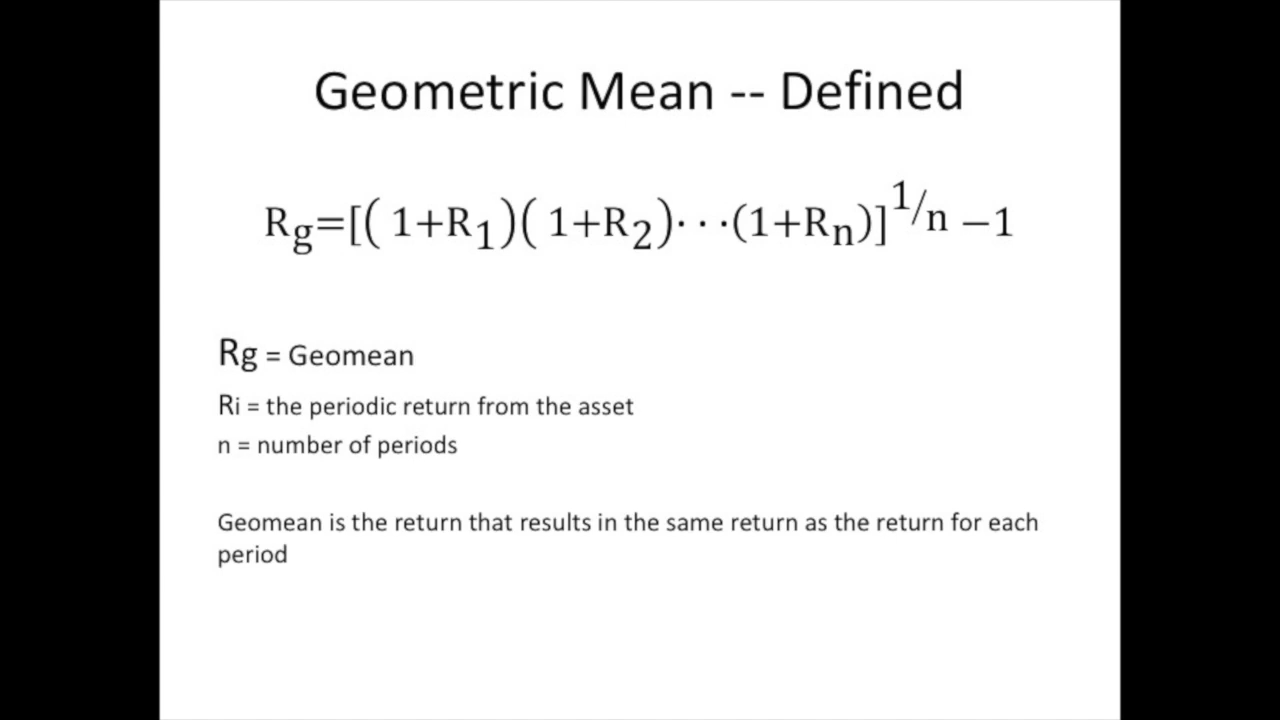 Geometric Mean -- Defined
Rg=[( 1+R1)( 1+R2)···(1+Rn)]^1/n −1
Rg = Geomean
Ri = the periodic return from the asset
n = number of periods
Geomean is the return that results in the same return as the return for each
period